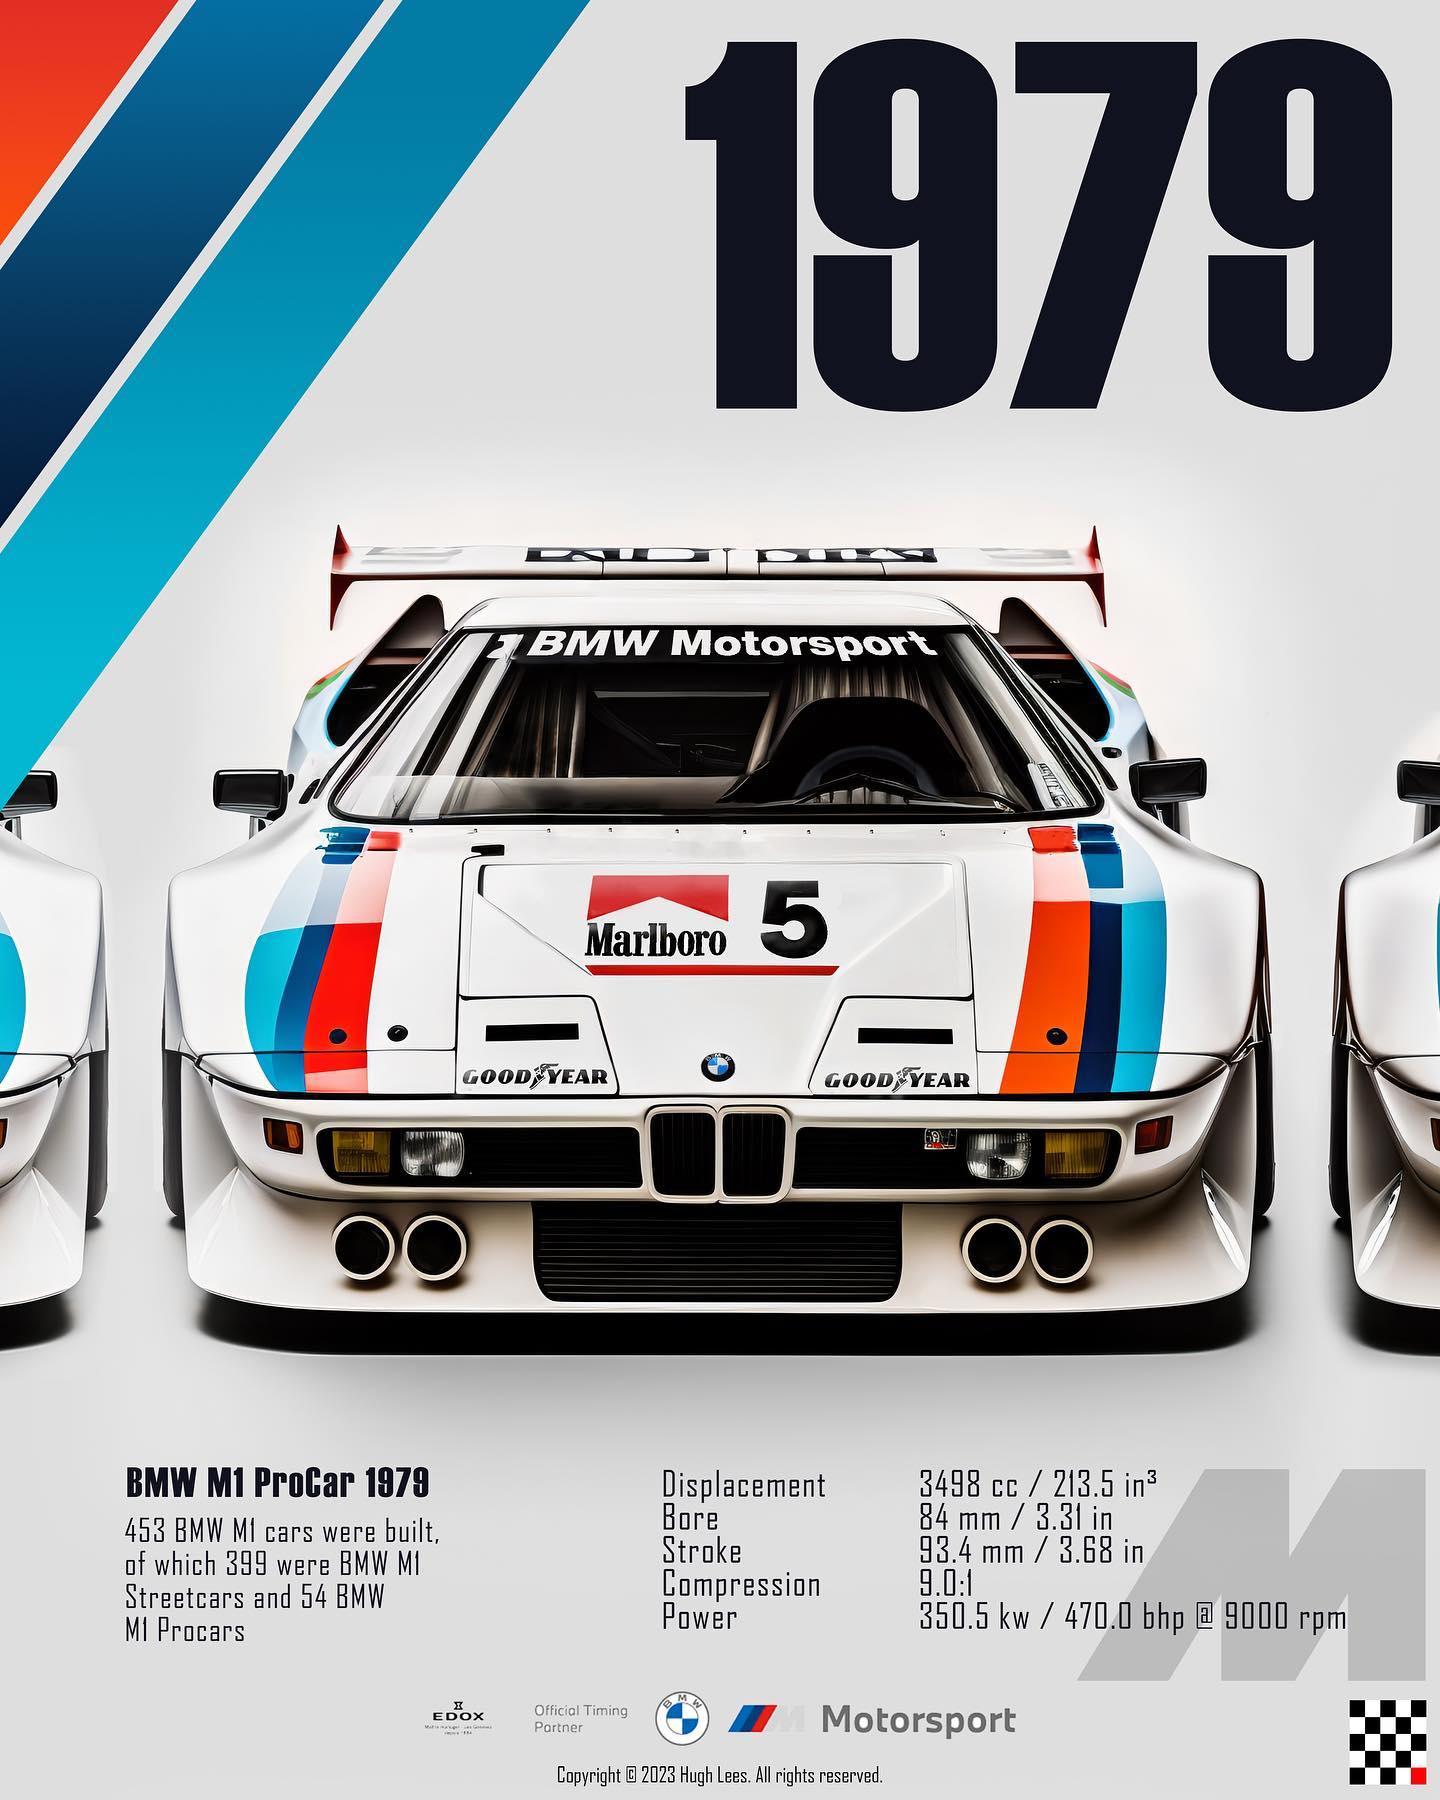 1979
BMW Motorsport
Marlboro 5
GOODYEAR
GOODYEAR
BMW M1 ProCar 1979
453 BMW M1 cars were built,
of which 399 were BMW M1
Streetcars and 54 BMW
M1 Procars
Displacement 3498 cc / 213.5 in³
Bore 84 mm / 3.31 in
Stroke 93.4 mm / 3.68 in
Compression 9.0:1
Power 350.5 kw / 470.0 bhp @ 9000 rpm
M
EDOX
Official Timing
Partner
BMW
M Motorsport
Copyright © 2023 Hugh Lees. All rights reserved.